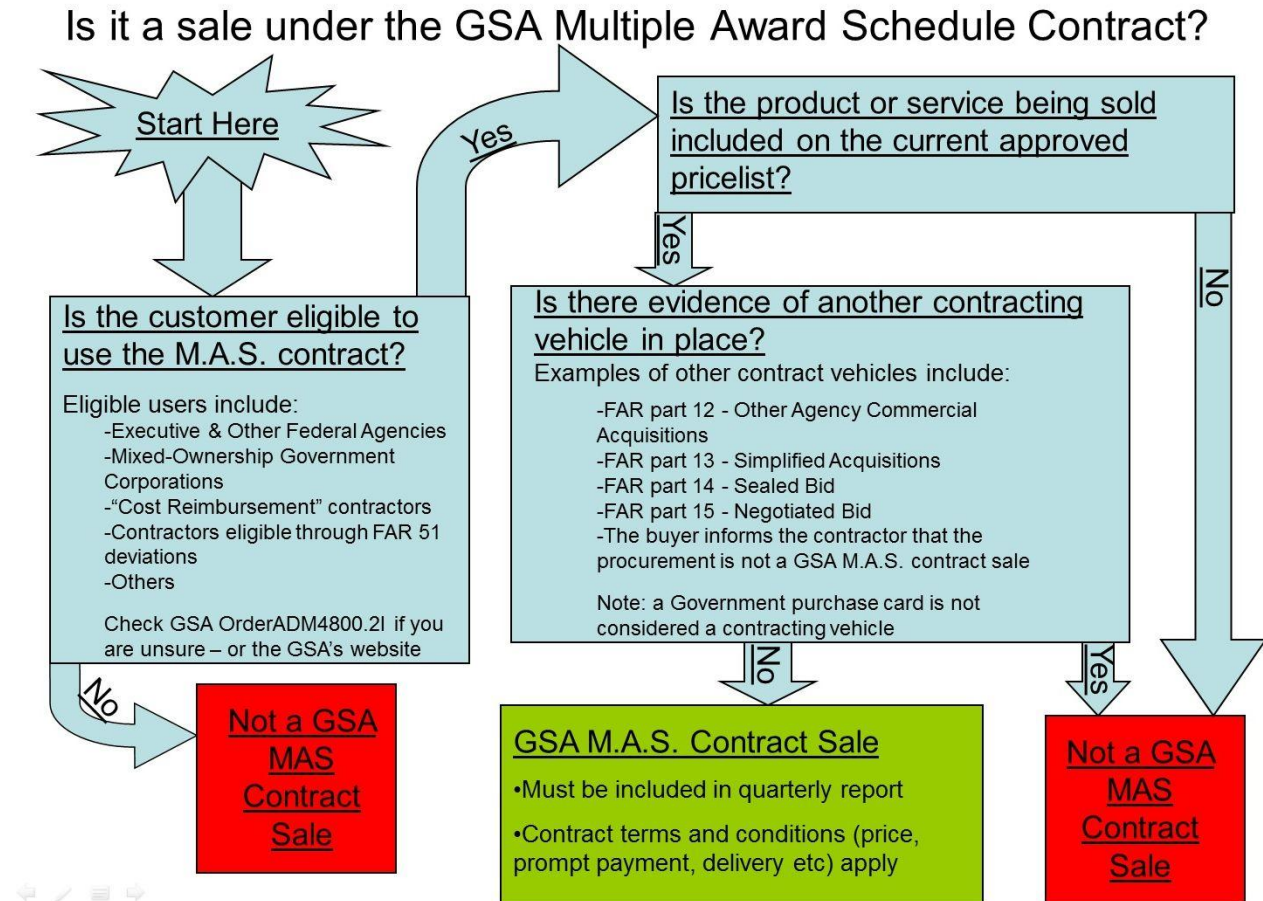 Is it a sale under the GSA Multiple Award Schedule Contract?
Start Here
Yes
Is the product or service being sold
included on the current approved
pricelist?
Yes
No
Is the customer eligible to
use the M.A.S. contract?
Eligible users include:
-Executive & Other Federal Agencies
-Mixed-Ownership Government
Corporations
-“Cost Reimbursement” contractors
-Contractors eligible through FAR 51
deviations
-Others
Check GSA OrderADM4800.2I if you
are unsure – or the GSA's website
Is there evidence of another contracting
vehicle in place?
Examples of other contract vehicles include:
-FAR part 12 - Other Agency Commercial
Acquisitions
-FAR part 13 - Simplified Acquisitions
-FAR part 14 - Sealed Bid
-FAR part 15 - Negotiated Bid
-The buyer informs the contractor that the
procurement is not a GSA M.A.S. contract sale
Note: a Government purchase card is not
considered a contracting vehicle
No
No
Yes
Not a GSA
MAS
Contract
Sale
GSA M.A.S. Contract Sale
•Must be included in quarterly report
•Contract terms and conditions (price,
prompt payment, delivery etc) apply
Not a GSA
MAS
Contract
Sale